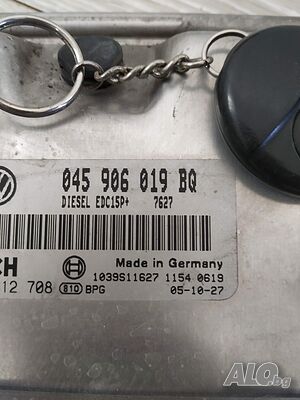 045 906 019 BQ
DIESEL EDC15P+ 7627
Made in Germany
CH
1039S11627 1154 0619
12 708 810 BPG 05-10-27
ALO.bg